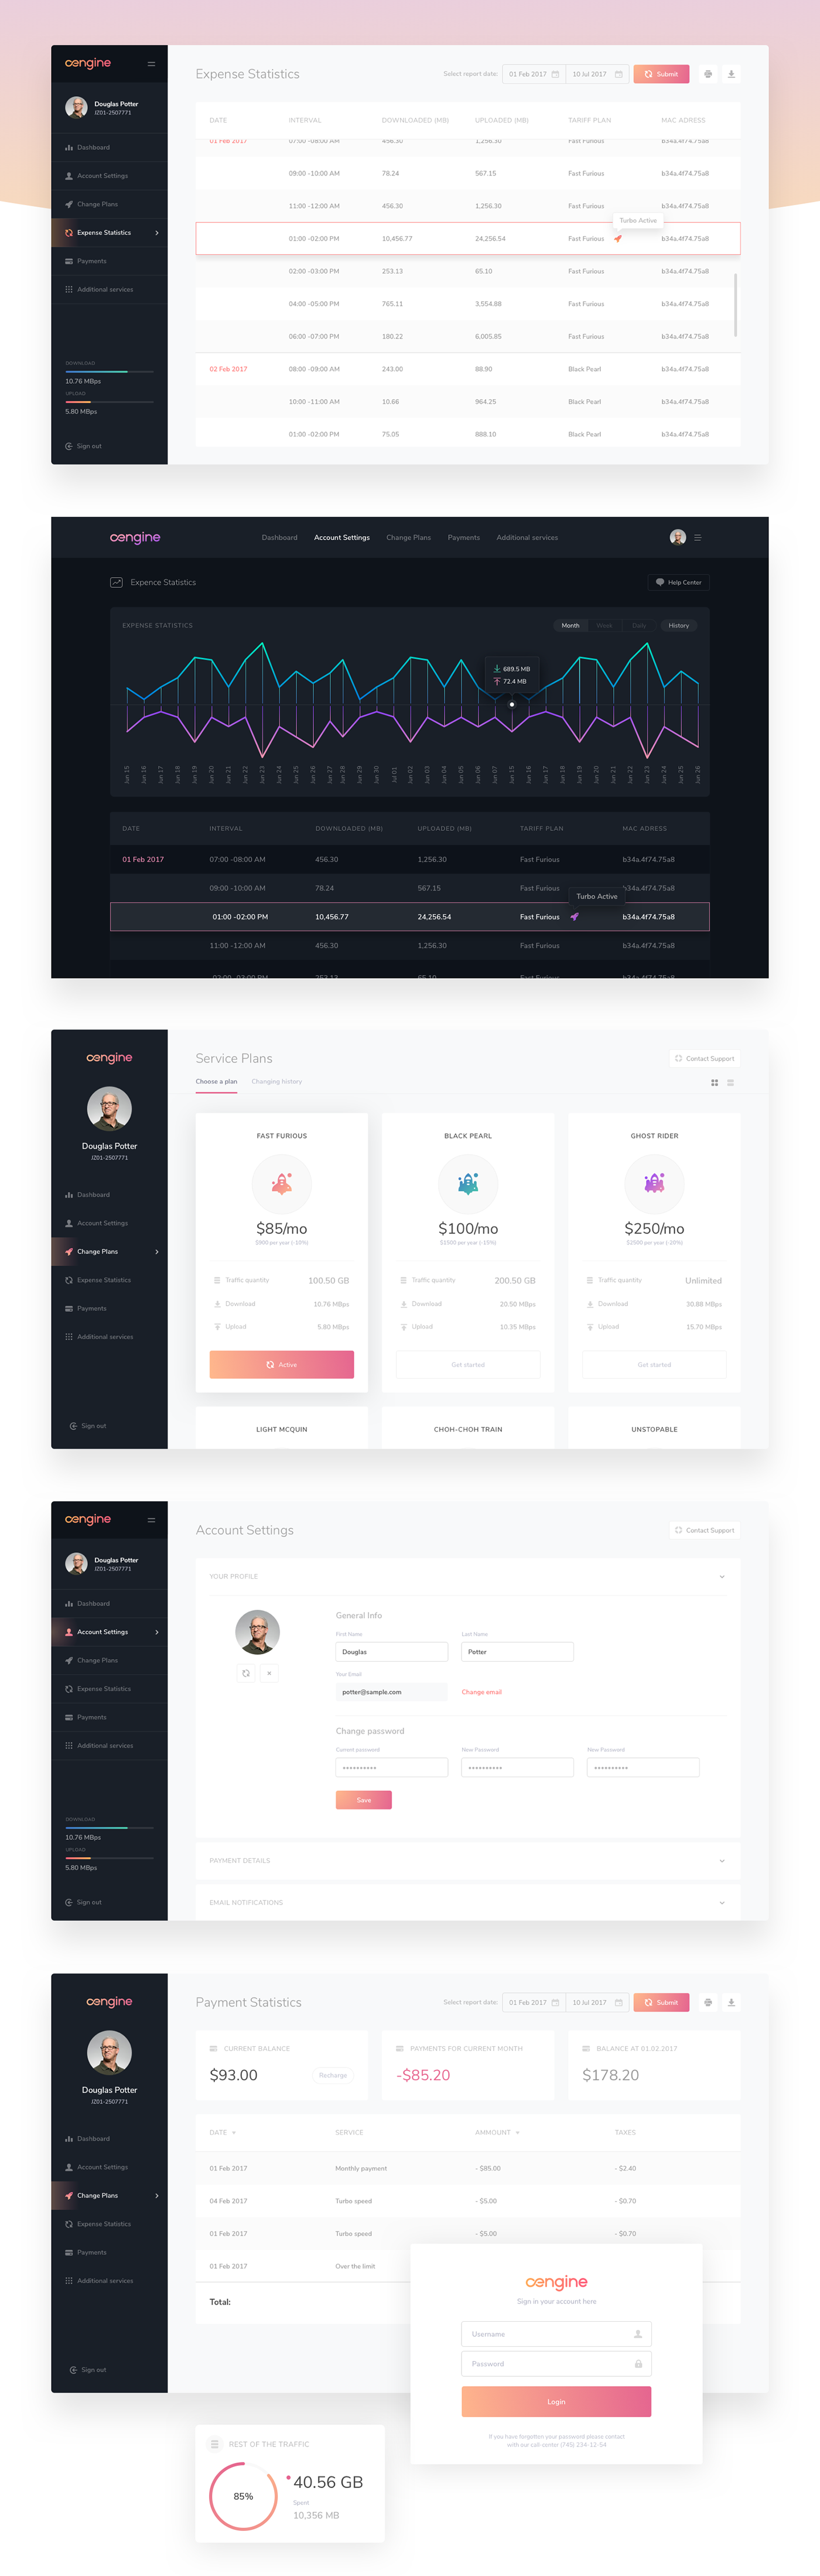 oengine
Douglas Potter
JZ01-2507771
Dashboard
Account Settings
Change Plans
Expense Statistics
Payments
Additional services
DOWNLOAD
10.76 MBps
UPLOAD
5.80 MBps
Sign out
Expense Statistics
Select report date: 01 Feb 2017 10 Jul 2017 Submit
DATE INTERVAL DOWNLOADED (MB) UPLOADED (MB) TARIFF PLAN MAC ADRESS
01 Feb 2017 07:00 -08:00 AM 456.30 1,256.30 Fast Furious b34a.4f74.75a8
09:00 -10:00 AM 78.24 567.15 Fast Furious b34a.4f74.75a8
11:00 -12:00 AM 456.30 1,256.30 Fast Furious b34a.4f74.75a8
Turbo Active
01:00 -02:00 PM 10,456.77 24,256.54 Fast Furious b34a.4f74.75a8
02:00 -03:00 PM 253.13 65.10 Fast Furious b34a.4f74.75a8
04:00 -05:00 PM 765.11 3,554.88 Fast Furious b34a.4f74.75a8
06:00 -07:00 PM 180.22 6,005.85 Fast Furious b34a.4f74.75a8
02 Feb 2017 08:00 -09:00 AM 243.00 88.90 Black Pearl b34a.4f74.75a8
10:00 -11:00 AM 10.66 964.25 Black Pearl b34a.4f74.75a8
01:00 -02:00 PM 75.05 888.10 Black Pearl b34a.4f74.75a8
oengine
Dashboard Account Settings Change Plans Payments Additional services
Expence Statistics
Help Center
EXPENSE STATISTICS
Month Week Daily History
689.5 MB
72.4 MB
Jun 15 Jun 16 Jun 17 Jun 18 Jun 19 Jun 20 Jun 21 Jun 22 Jun 23 Jun 24 Jun 25 Jun 26 Jun 27 Jun 28 Jun 29 Jun 30 Jul 01 Jun 02 Jun 03 Jun 04 Jun 05 Jun 06 Jun 07 Jun 15 Jun 16 Jun 17 Jun 18 Jun 19 Jun 20 Jun 21 Jun 22 Jun 23 Jun 24 Jun 25 Jun 26
DATE INTERVAL DOWNLOADED (MB) UPLOADED (MB) TARIFF PLAN MAC ADRESS
01 Feb 2017 07:00 -08:00 AM 456.30 1,256.30 Fast Furious b34a.4f74.75a8
09:00 -10:00 AM 78.24 567.15 Fast Furious b34a.4f74.75a8
Turbo Active
01:00 -02:00 PM 10,456.77 24,256.54 Fast Furious b34a.4f74.75a8
11:00 -12:00 AM 456.30 1,256.30 Fast Furious b34a.4f74.75a8
02:00 -03:00 PM 253.13 65.10 Fast Furious b34a.4f74.75a8
oengine
Douglas Potter
JZ01-2507771
Dashboard
Account Settings
Change Plans
Expense Statistics
Payments
Additional services
Sign out
Service Plans
Contact Support
Choose a plan Changing history
FAST FURIOUS
$85/mo
$900 per year (-10%)
Traffic quantity 100.50 GB
Download 10.76 MBps
Upload 5.80 MBps
Active
BLACK PEARL
$100/mo
$1500 per year (-15%)
Traffic quantity 200.50 GB
Download 20.50 MBps
Upload 10.35 MBps
Get started
GHOST RIDER
$250/mo
$2500 per year (-20%)
Traffic quantity Unlimited
Download 30.88 MBps
Upload 15.70 MBps
Get started
LIGHT MCQUIN
CHOH-CHOH TRAIN
UNSTOPABLE
oengine
Douglas Potter
JZ01-2507771
Dashboard
Account Settings
Change Plans
Expense Statistics
Payments
Additional services
DOWNLOAD
10.76 MBps
UPLOAD
5.80 MBps
Sign out
Account Settings
Contact Support
YOUR PROFILE
General Info
First Name Last Name
Douglas Potter
Your Email
potter@sample.com Change email
Change password
Current password New Password New Password
Save
PAYMENT DETAILS
EMAIL NOTIFICATIONS
oengine
Douglas Potter
JZ01-2507771
Dashboard
Account Settings
Change Plans
Expense Statistics
Payments
Additional services
Sign out
Payment Statistics
Select report date: 01 Feb 2017 10 Jul 2017 Submit
CURRENT BALANCE
$93.00 Recharge
PAYMENTS FOR CURRENT MONTH
-$85.20
BALANCE AT 01.02.2017
$178.20
DATE SERVICE AMMOUNT TAXES
01 Feb 2017 Monthly payment - $85.00 - $2.40
04 Feb 2017 Turbo speed - $5.00 - $0.70
01 Feb 2017 Turbo speed - $5.00 - $0.70
01 Feb 2017 Over the limit
Total:
oengine
Sign in your account here
Username
Password
Login
If you have forgotten your password please contact
with our call center (745) 234-12-54
REST OF THE TRAFFIC
85%
40.56 GB
Spent
10,356 MB